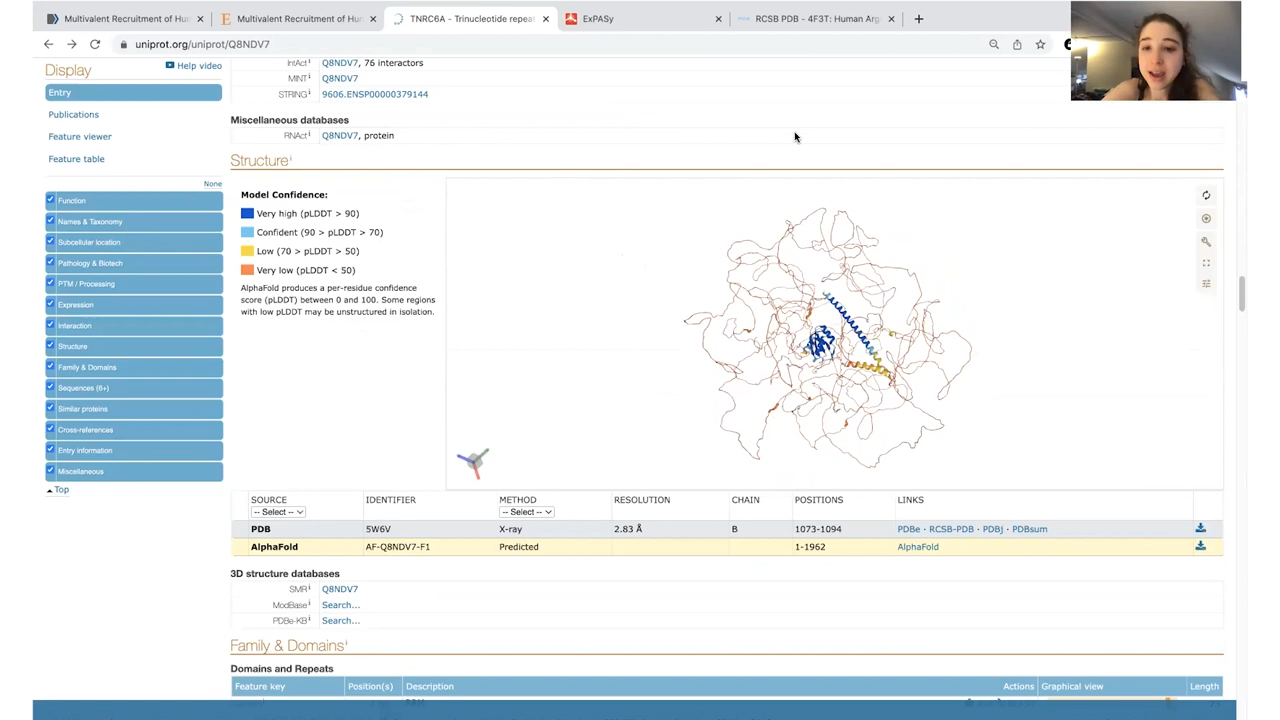 Multivalent Recruitment of Hum
Multivalent Recruitment of Hum
TNRC6A - Trinucleotide repeat
ExPASy
RCSB PDB - 4F3T: Human Argo
uniprot.org/uniprot/Q8NDV7
Display
Help video
Entry
Publications
Feature viewer
Feature table
None
Function
Names & Taxonomy
Subcellular location
Pathology & Biotech
PTM / Processing
Expression
Interaction
Structure
Family & Domains
Sequences (6+)
Similar proteins
Cross-references
Entry information
Miscellaneous
Top
IntAct i Q8NDV7, 76 interactors
MINT i Q8NDV7
STRING i 9606.ENSP00000379144
Miscellaneous databases
RNAct i Q8NDV7, protein
Structure i
Model Confidence:
Very high (pLDDT > 90)
Confident (90 > pLDDT > 70)
Low (70 > pLDDT > 50)
Very low (pLDDT < 50)
AlphaFold produces a per-residue confidence
score (pLDDT) between 0 and 100. Some regions
with low pLDDT may be unstructured in isolation.
SOURCE IDENTIFIER METHOD RESOLUTION CHAIN POSITIONS LINKS
-- Select -- -- Select --
PDB 5W6V X-ray 2.83 Å B 1073-1094 PDBe · RCSB-PDB · PDBj · PDBsum
AlphaFold AF-Q8NDV7-F1 Predicted 1-1962 AlphaFold
3D structure databases
SMR i Q8NDV7
ModBase i Search...
PDBe-KB i Search...
Family & Domains i
Domains and Repeats
Feature key Position(s) Description Actions Graphical view Length